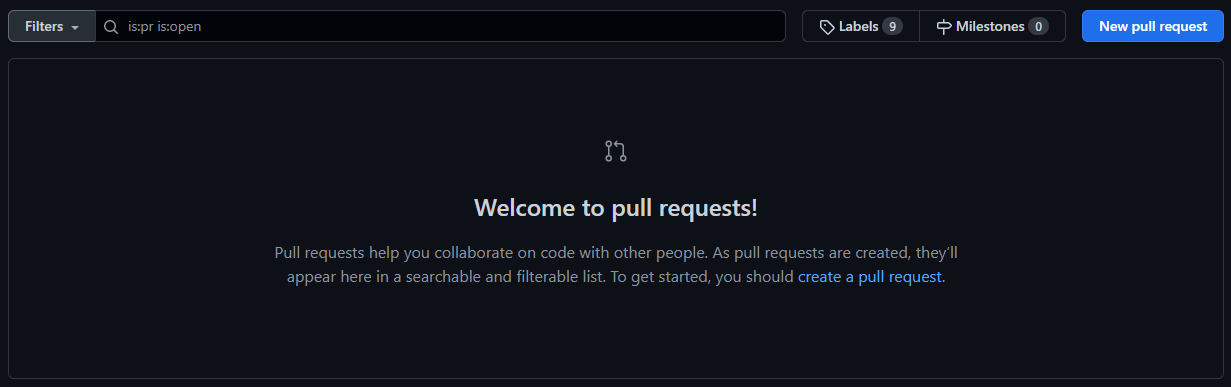 Filters
is:pr is:open
Labels 9
Milestones 0
New pull request
Welcome to pull requests!
Pull requests help you collaborate on code with other people. As pull requests are created, they’ll
appear here in a searchable and filterable list. To get started, you should create a pull request.